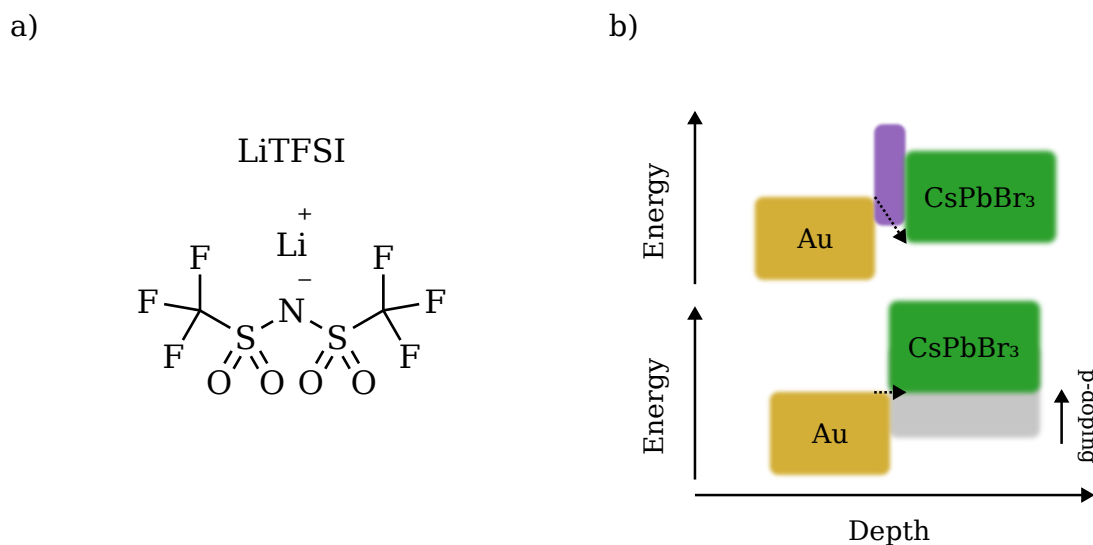 a)
LiTFSI
+
Li
−
F
F
F
F
F
F
S
N
S
O
O
O
O
b)
Energy
CsPbBr₃
Au
Energy
CsPbBr₃
Au
p-doping
Depth